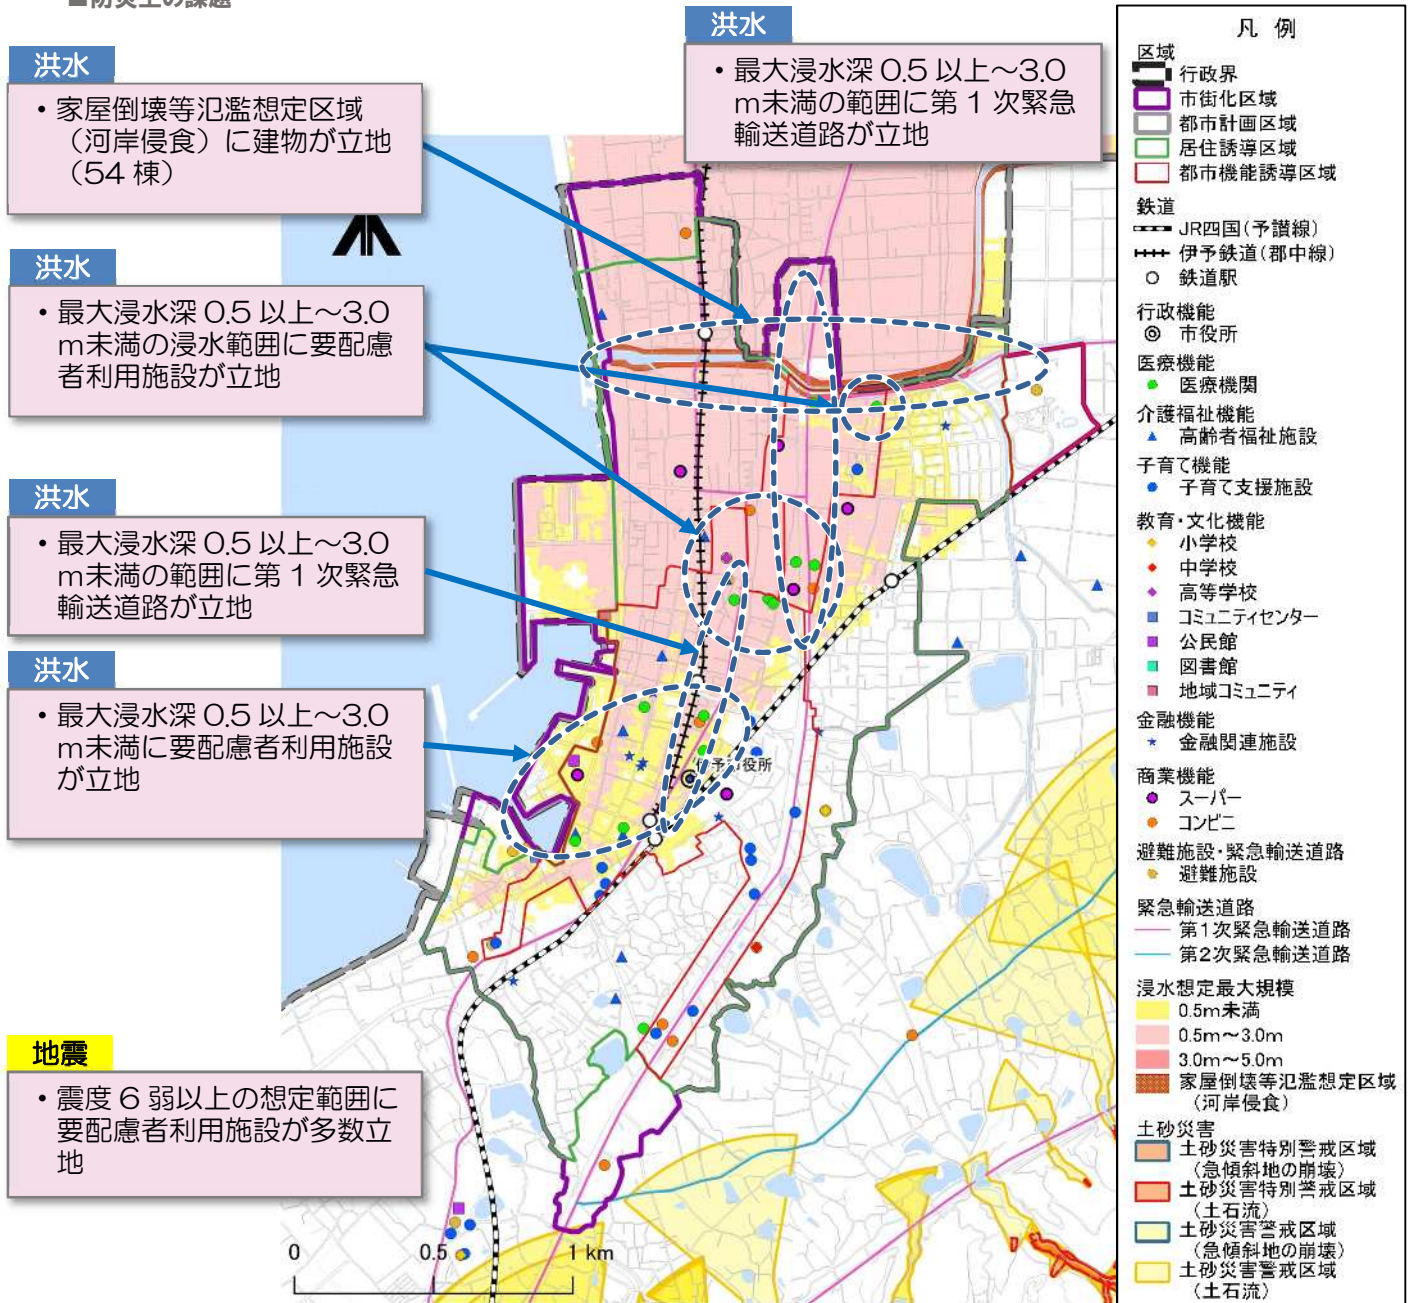 ■防災上の課題
洪水
・家屋倒壊等氾濫想定区域
（河岸侵食）に建物が立地
（54 棟）
洪水
・最大浸水深 0.5 以上～3.0
m未満の範囲に第 1 次緊急
輸送道路が立地
洪水
・最大浸水深 0.5 以上～3.0
m未満の浸水範囲に要配慮
者利用施設が立地
洪水
・最大浸水深 0.5 以上～3.0
m未満の範囲に第 1 次緊急
輸送道路が立地
洪水
・最大浸水深 0.5 以上～3.0
m未満に要配慮者利用施設
が立地
地震
・震度 6 弱以上の想定範囲に
要配慮者利用施設が多数立
地
伊予市役所
0 0.5 1 km
凡 例
区域
行政界
市街化区域
都市計画区域
居住誘導区域
都市機能誘導区域
鉄道
JR四国(予讃線)
伊予鉄道(郡中線)
鉄道駅
行政機能
市役所
医療機能
医療機関
介護福祉機能
高齢者福祉施設
子育て機能
子育て支援施設
教育・文化機能
小学校
中学校
高等学校
コミュニティセンター
公民館
図書館
地域コミュニティ
金融機能
金融関連施設
商業機能
スーパー
コンビニ
避難施設・緊急輸送道路
避難施設
緊急輸送道路
第1次緊急輸送道路
第2次緊急輸送道路
浸水想定最大規模
0.5m未満
0.5m～3.0m
3.0m～5.0m
家屋倒壊等氾濫想定区域
（河岸侵食）
土砂災害
土砂災害特別警戒区域
（急傾斜地の崩壊）
土砂災害特別警戒区域
（土石流）
土砂災害警戒区域
（急傾斜地の崩壊）
土砂災害警戒区域
（土石流）